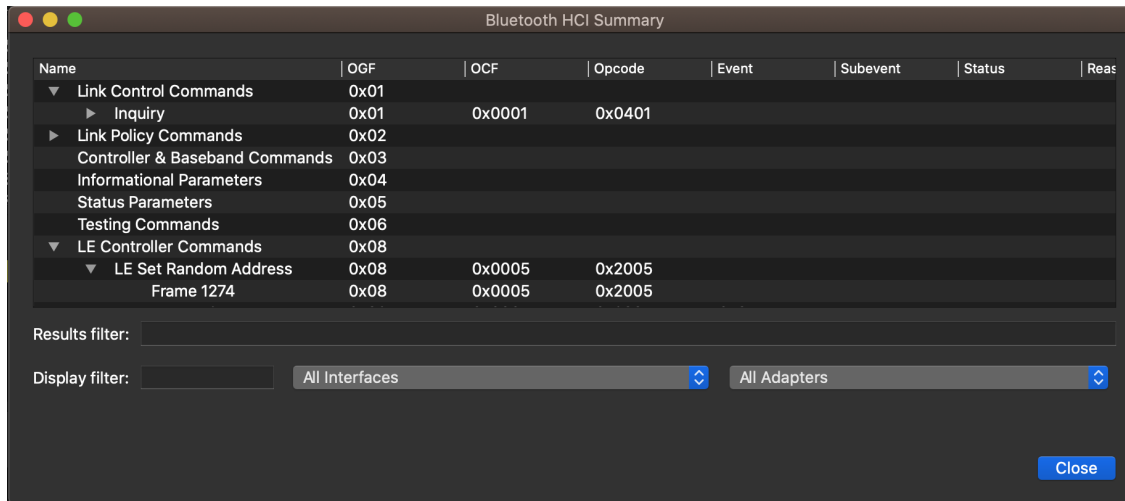 Bluetooth HCI Summary
Name OGF OCF Opcode Event Subevent Status Reas
Link Control Commands 0x01
Inquiry 0x01 0x0001 0x0401
Link Policy Commands 0x02
Controller & Baseband Commands 0x03
Informational Parameters 0x04
Status Parameters 0x05
Testing Commands 0x06
LE Controller Commands 0x08
LE Set Random Address 0x08 0x0005 0x2005
Frame 1274 0x08 0x0005 0x2005
Results filter:
Display filter: All Interfaces All Adapters
Close